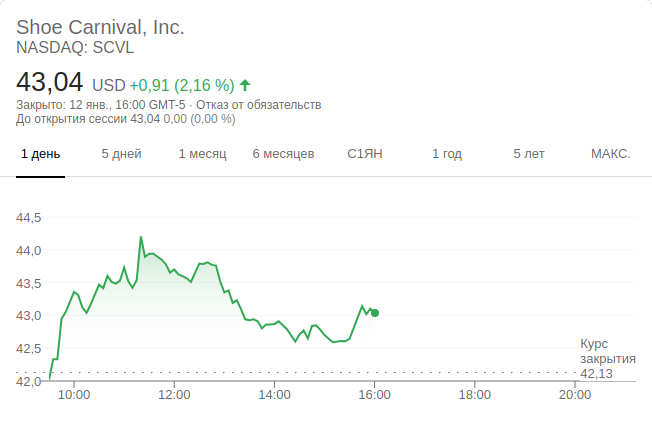 Shoe Carnival, Inc.
NASDAQ: SCVL
43,04 USD +0,91 (2,16 %)
Закрыто: 12 янв., 16:00 GMT-5 · Отказ от обязательств
До открытия сессии 43,04 0,00 (0,00 %)
1 день 5 дней 1 месяц 6 месяцев С1ЯН 1 год 5 лет МАКС.
44,5
44,0
43,5
43,0
42,5
42,0
Курс
закрытия
42,13
10:00 12:00 14:00 16:00 18:00 20:00